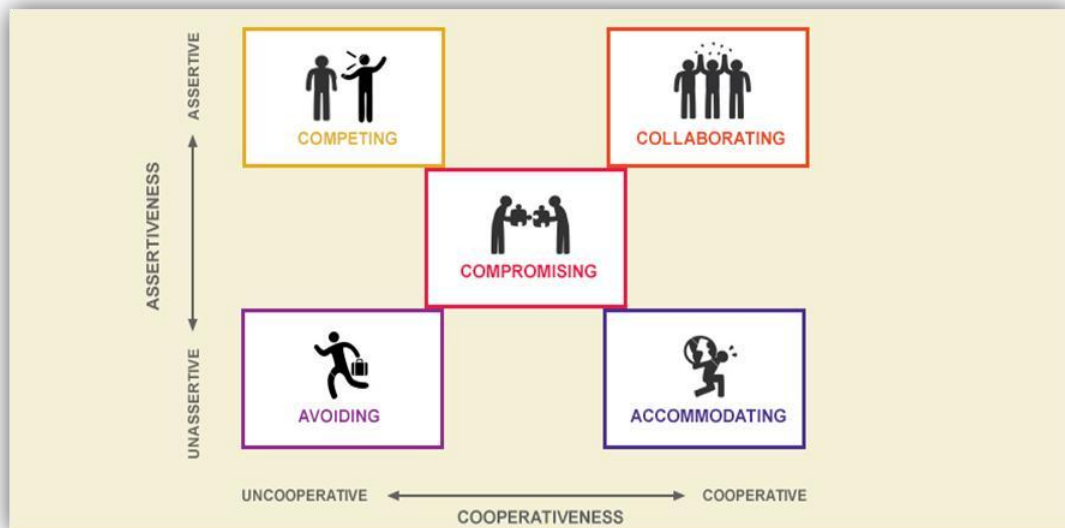 ASSERTIVE
COMPETING
COLLABORATING
ASSERTIVENESS
COMPROMISING
UNASSERTIVE
AVOIDING
ACCOMMODATING
UNCOOPERATIVE
COOPERATIVE
COOPERATIVENESS